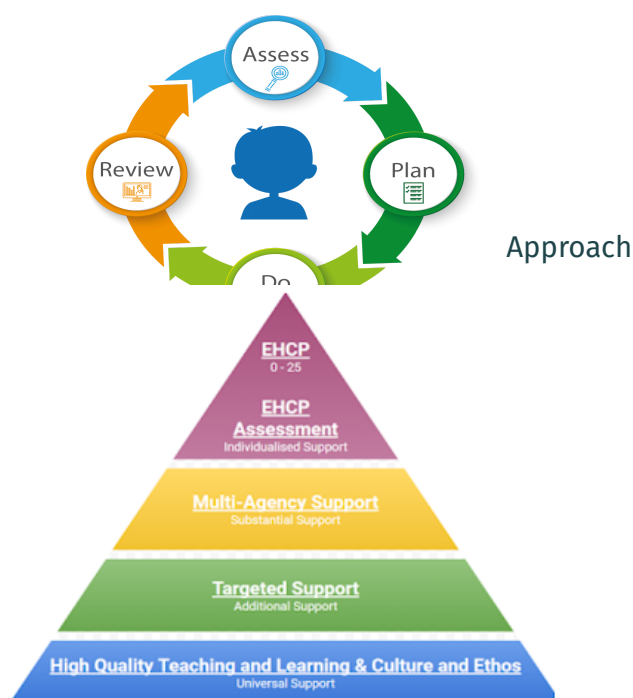 Assess
Review
Plan
Do
Approach
EHCP
0 - 25
EHCP
Assessment
Individualised Support
Multi-Agency Support
Substantial Support
Targeted Support
Additional Support
High Quality Teaching and Learning & Culture and Ethos
Universal Support